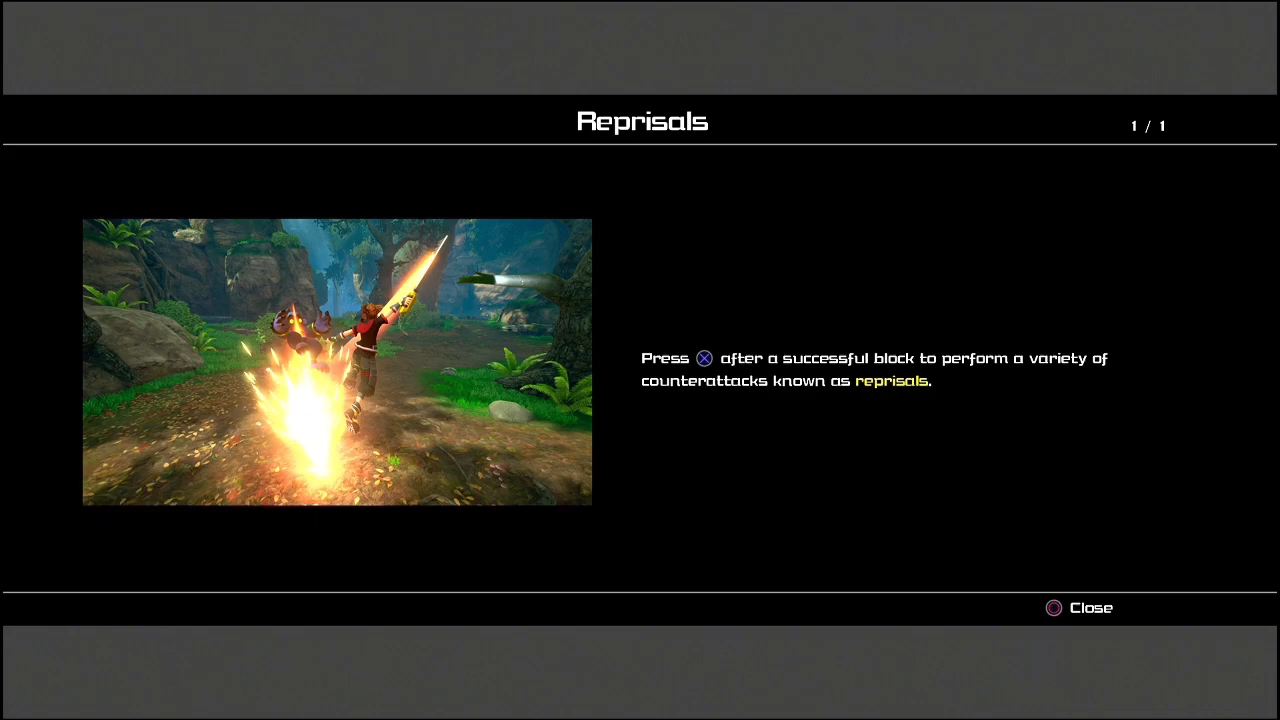 Reprisals
1 / 1
Press ⓧ after a successful block to perform a variety of
counterattacks known as reprisals.
Close